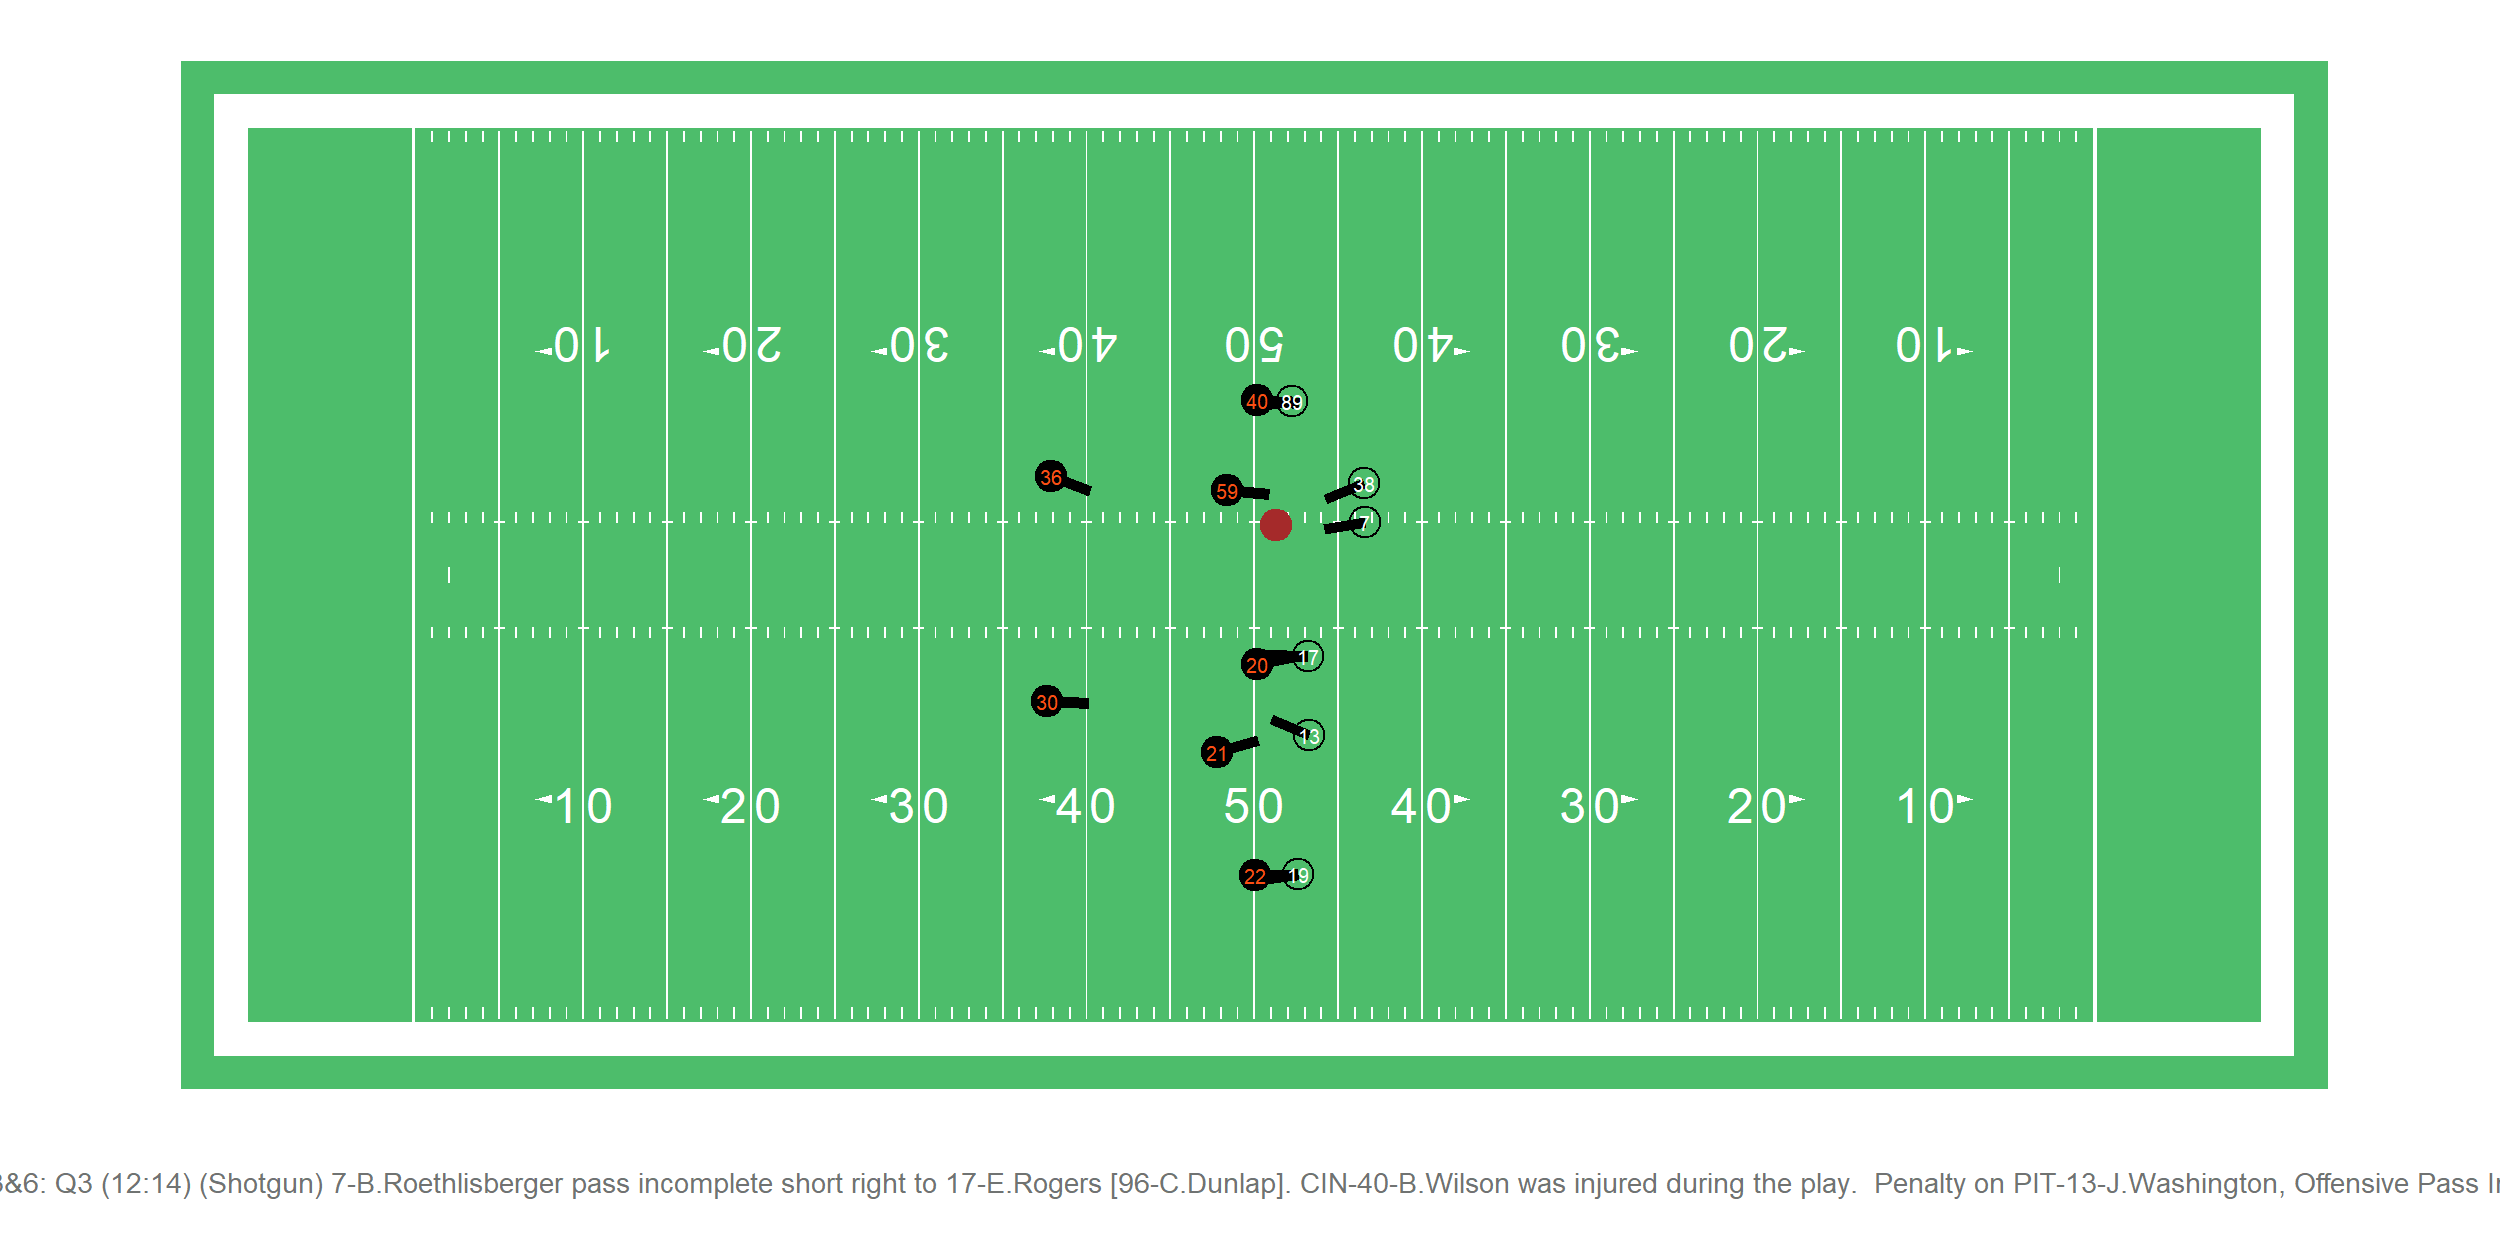 10 20 30 40 50 40 30 20 10
40 89
36 59 38
7
20 17
30 13
21
10 20 30 40 50 40 30 20 10
22 19
&6: Q3 (12:14) (Shotgun) 7-B.Roethlisberger pass incomplete short right to 17-E.Rogers [96-C.Dunlap]. CIN-40-B.Wilson was injured during the play. Penalty on PIT-13-J.Washington, Offensive Pass